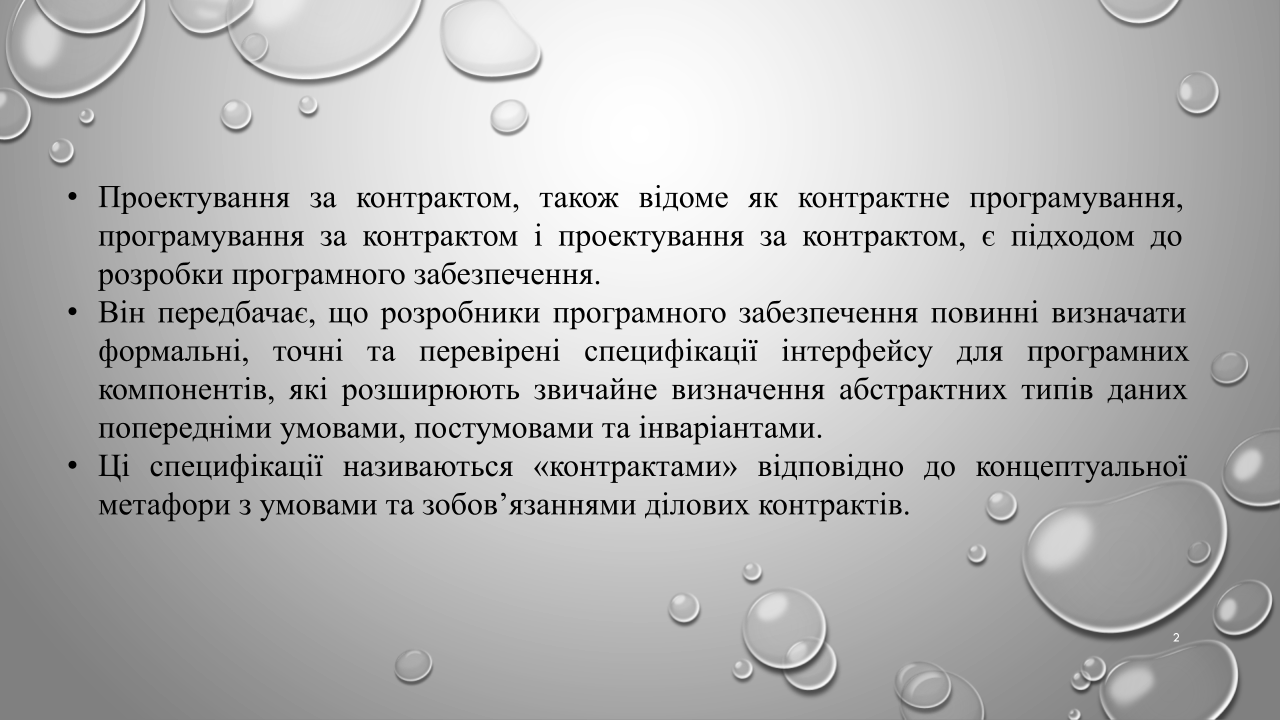 • Проектування за контрактом, також відоме як контрактне програмування,
програмування за контрактом і проектування за контрактом, є підходом до
розробки програмного забезпечення.
• Він передбачає, що розробники програмного забезпечення повинні визначати
формальні, точні та перевірені специфікації інтерфейсу для програмних
компонентів, які розширюють звичайне визначення абстрактних типів даних
попередніми умовами, постумовами та інваріантами.
• Ці специфікації називаються «контрактами» відповідно до концептуальної
метафори з умовами та зобов’язаннями ділових контрактів.
2